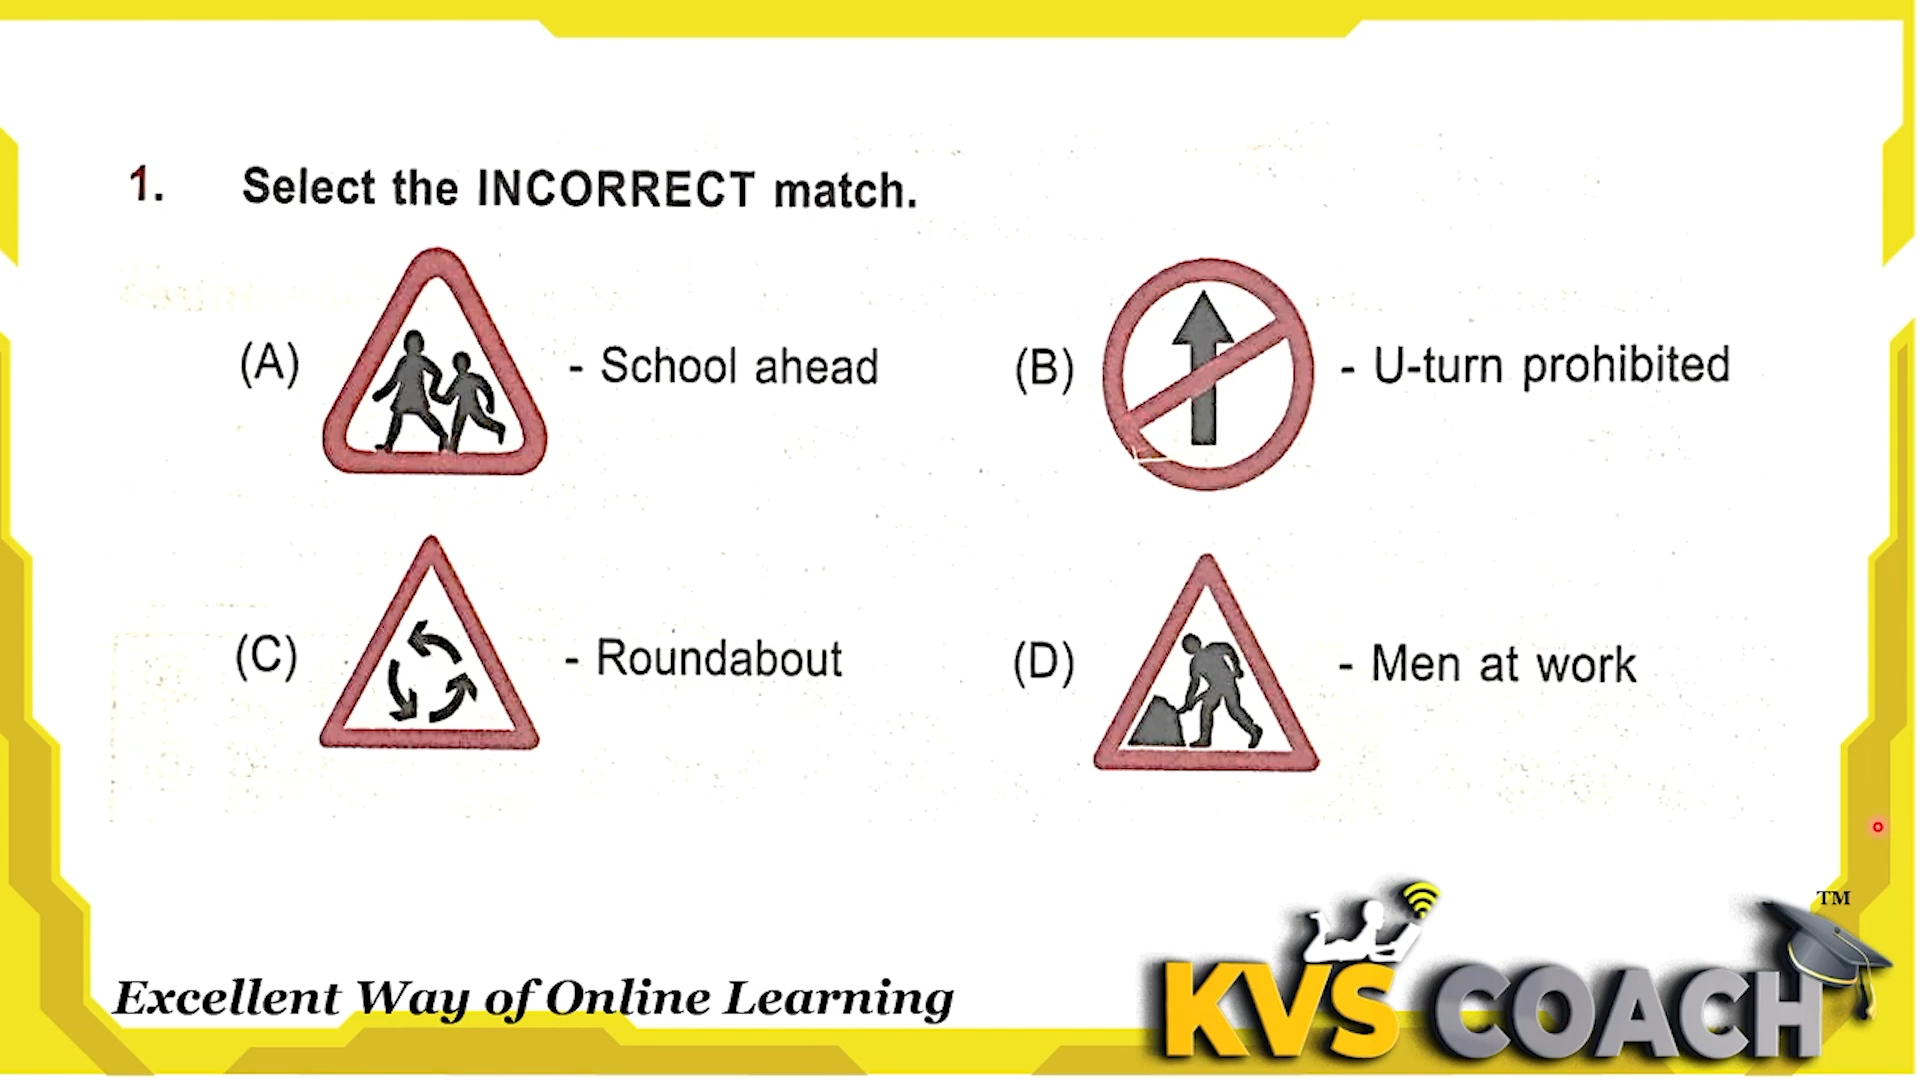 1. Select the INCORRECT match.
(A) - School ahead
(B) - U-turn prohibited
(C) - Roundabout
(D) - Men at work
Excellent Way of Online Learning
KVS COACH TM